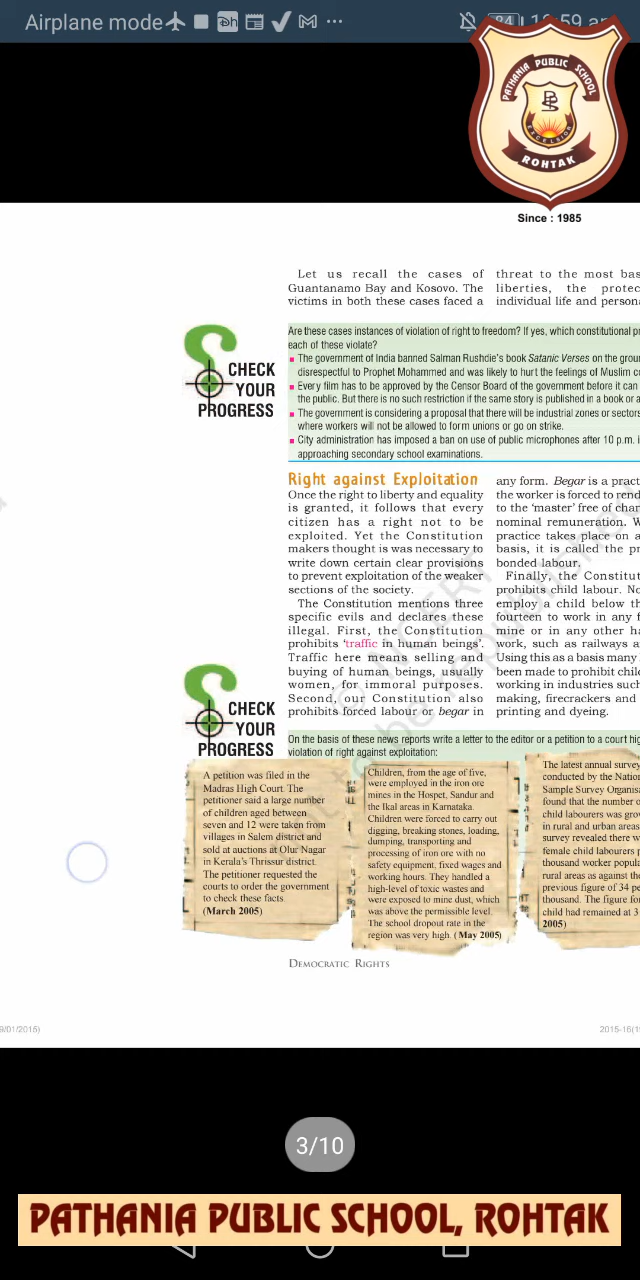 Airplane mode
84
PATHANIA PUBLIC SCHOOL
EXCELSIOR
ROHTAK
Since : 1985
Let us recall the cases of
Guantanamo Bay and Kosovo. The
victims in both these cases faced a
threat to the most bas
liberties, the protec
individual life and persona
CHECK
YOUR
PROGRESS
Are these cases instances of violation of right to freedom? If yes, which constitutional pr
each of these violate?
The government of India banned Salman Rushdie's book Satanic Verses on the groun
disrespectful to Prophet Mohammed and was likely to hurt the feelings of Muslim co
Every film has to be approved by the Censor Board of the government before it can
the public. But there is no such restriction if the same story is published in a book or a
The government is considering a proposal that there will be industrial zones or sectors
where workers will not be allowed to form unions or go on strike.
City administration has imposed a ban on use of public microphones after 10 p.m. i
approaching secondary school examinations.
Right against Exploitation
Once the right to liberty and equality
is granted, it follows that every
citizen has a right not to be
exploited. Yet the Constitution
makers thought is was necessary to
write down certain clear provisions
to prevent exploitation of the weaker
sections of the society.
The Constitution mentions three
specific evils and declares these
illegal. First, the Constitution
prohibits 'traffic in human beings'.
Traffic here means selling and
buying of human beings, usually
women, for immoral purposes.
Second, our Constitution also
prohibits forced labour or begar in
any form. Begar is a pract
the worker is forced to rend
to the 'master' free of char
nominal remuneration. W
practice takes place on a
basis, it is called the pr
bonded labour.
Finally, the Constitut
prohibits child labour. No
employ a child below th
fourteen to work in any f
mine or in any other ha
work, such as railways a
Using this as a basis many
been made to prohibit chil
working in industries such
making, firecrackers and
printing and dyeing.
CHECK
YOUR
PROGRESS
On the basis of these news reports write a letter to the editor or a petition to a court hig
violation of right against exploitation:
A petition was filed in the
Madras High Court. The
petitioner said a large number
of children aged between
seven and 12 were taken from
villages in Salem district and
sold at auctions at Olur Nagar
in Kerala's Thrissur district.
The petitioner requested the
courts to order the government
to check these facts.
(March 2005)
Children, from the age of five,
were employed in the iron ore
mines in the Hospet, Sandur and
the Ikal areas in Karnataka.
Children were forced to carry out
digging, breaking stones, loading,
dumping, transporting and
processing of iron ore with no
safety equipment, fixed wages and
working hours. They handled a
high-level of toxic wastes and
were exposed to mine dust, which
was above the permissible level.
The school dropout rate in the
region was very high. (May 2005)
The latest annual survey
conducted by the Nation
Sample Survey Organisa
found that the number o
child labourers was grow
in rural and urban areas
survey revealed there w
female child labourers p
thousand worker popula
rural areas as against the
previous figure of 34 pe
thousand. The figure for
child had remained at 3
2005)
DEMOCRATIC RIGHTS
9/01/2015)
2015-16(1
3/10
PATHANIA PUBLIC SCHOOL, ROHTAK